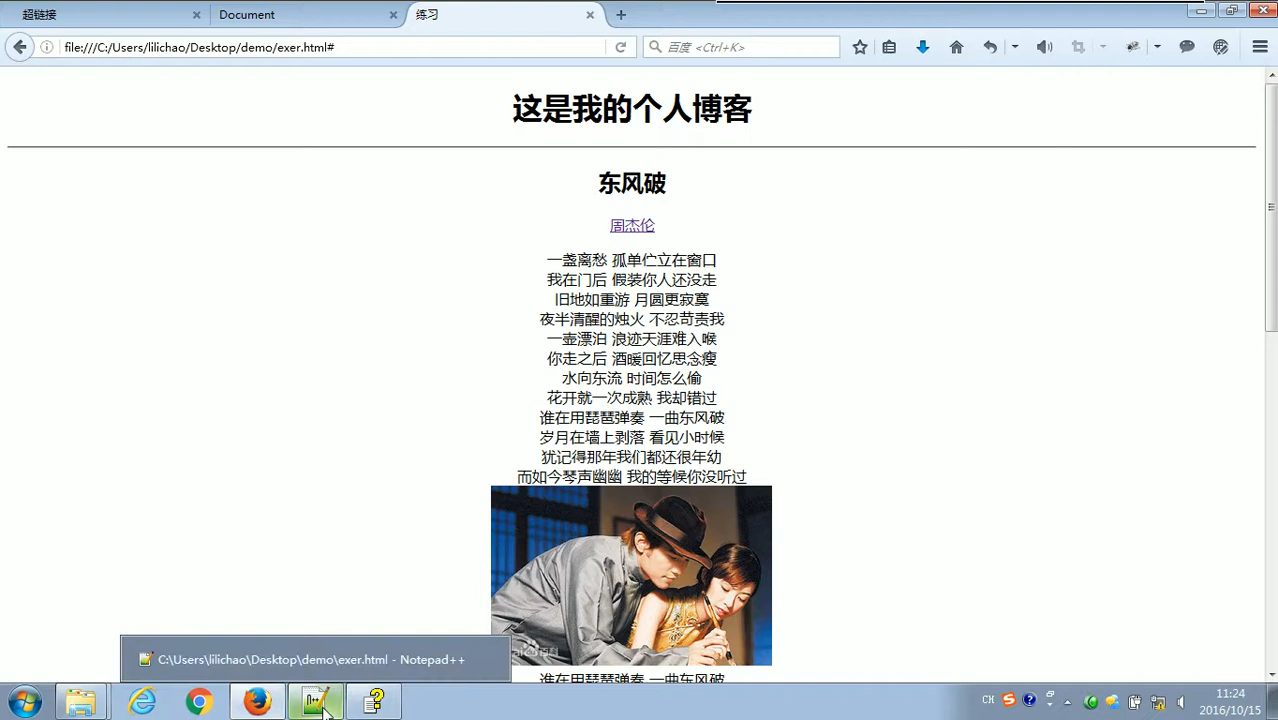 超链接
Document
练习
file:///C:/Users/lilichao/Desktop/demo/exer.html#
百度 <Ctrl+K>
这是我的个人博客
东风破
周杰伦
一盏离愁 孤单伫立在窗口
我在门后 假装你人还没走
旧地如重游 月圆更寂寞
夜半清醒的烛火 不忍苛责我
一壶漂泊 浪迹天涯难入喉
你走之后 酒暖回忆思念瘦
水向东流 时间怎么偷
花开就一次成熟 我却错过
谁在用琵琶弹奏 一曲东风破
岁月在墙上剥落 看见小时候
犹记得那年我们都还很年幼
而如今琴声幽幽 我的等候你没听过
百科
谁在用琵琶弹奏 一曲东风破
C:\Users\lilichao\Desktop\demo\exer.html - Notepad++
CH
11:24
2016/10/15